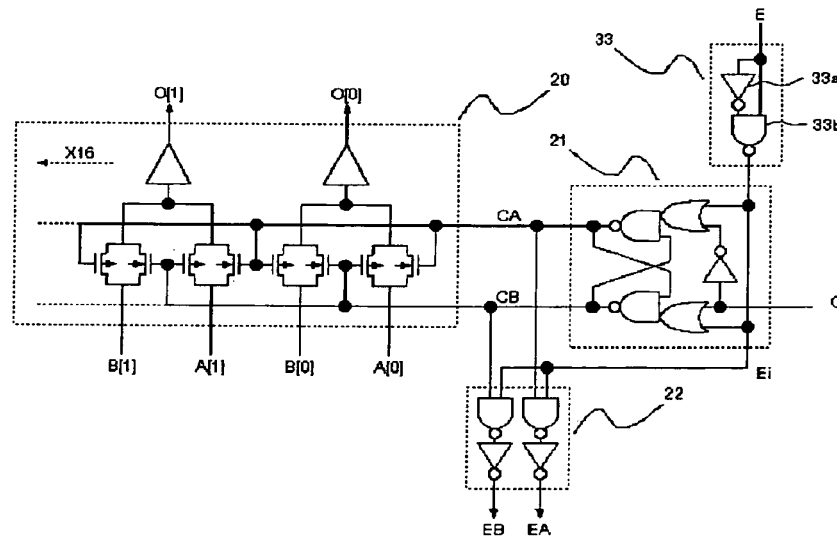 E
33
33a
O[1]
O[0]
20
33b
X16
21
CA
CB
B[1]
A[1]
B[0]
A[0]
Ei
22
EB
EA